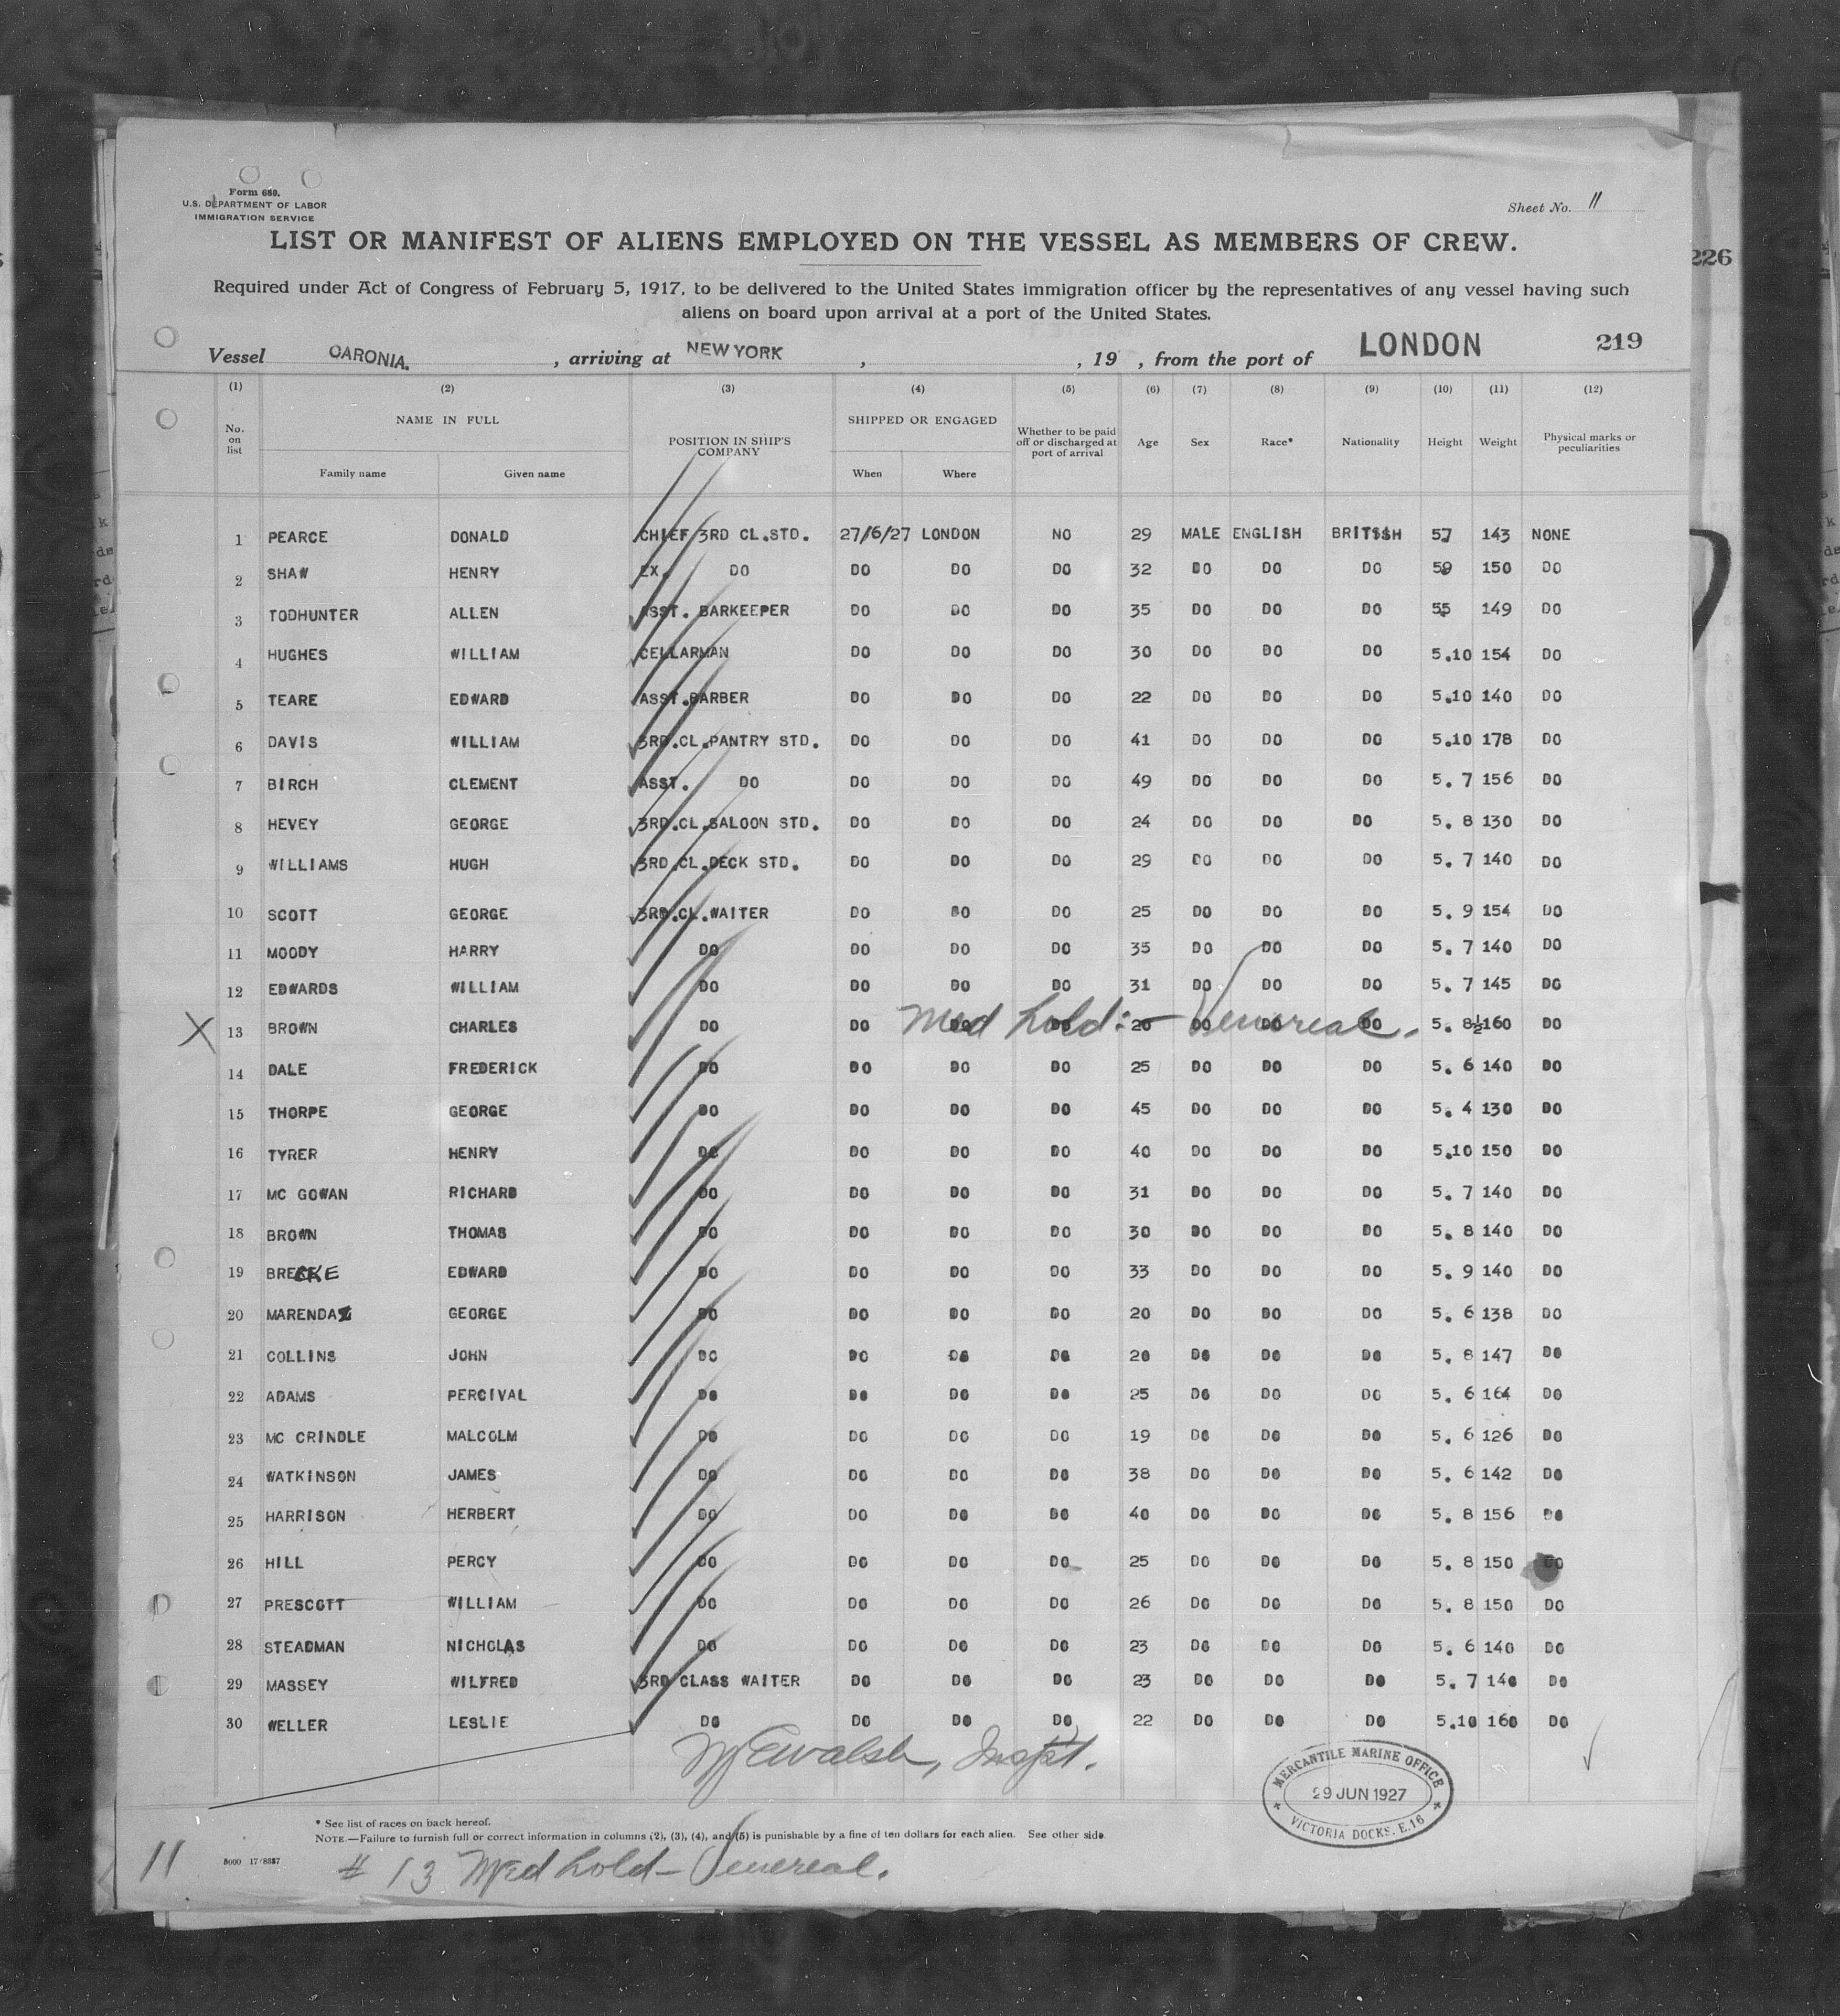 Form 680.
U.S. DEPARTMENT OF LABOR
IMMIGRATION SERVICE
Sheet No. 11
LIST OR MANIFEST OF ALIENS EMPLOYED ON THE VESSEL AS MEMBERS OF CREW.
226
Required under Act of Congress of February 5, 1917, to be delivered to the United States immigration officer by the representatives of any vessel having such
aliens on board upon arrival at a port of the United States.
Vessel CARONIA. , arriving at NEW YORK , , 19 , from the port of LONDON 219
(1) (2) (3) (4) (5) (6) (7) (8) (9) (10) (11) (12)
No. on list NAME IN FULL POSITION IN SHIP'S COMPANY SHIPPED OR ENGAGED Whether to be paid off or discharged at port of arrival Age Sex Race* Nationality Height Weight Physical marks or peculiarities
Family name Given name When Where
1 PEARCE DONALD CHIEF 3RD CL.STD. 27/6/27 LONDON NO 29 MALE ENGLISH BRITISH 57 143 NONE
2 SHAW HENRY EX. DO DO DO DO 32 DO DO DO 59 150 DO
3 TODHUNTER ALLEN ASST. BARKEEPER DO DO DO 35 DO DO DO 55 149 DO
4 HUGHES WILLIAM CELLARMAN DO DO DO 30 DO DO DO 5.10 154 DO
5 TEARE EDWARD ASST.BARBER DO DO DO 22 DO DO DO 5.10 140 DO
6 DAVIS WILLIAM 3RD.CL.PANTRY STD. DO DO DO 41 DO DO DO 5.10 178 DO
7 BIRCH CLEMENT ASST. DO DO DO DO 49 DO DO DO 5. 7 156 DO
8 HEVEY GEORGE 3RD.CL.SALOON STD. DO DO DO 24 DO DO DO 5. 8 130 DO
9 WILLIAMS HUGH 3RD.CL.DECK STD. DO DO DO 29 DO DO DO 5. 7 140 DO
10 SCOTT GEORGE 3RD.CL.WAITER DO DO DO 25 DO DO DO 5. 9 154 DO
11 MOODY HARRY DO DO DO DO 35 DO DO DO 5. 7 140 DO
12 EDWARDS WILLIAM DO DO DO DO 31 DO DO DO 5. 7 145 DO
X 13 BROWN CHARLES DO DO DO DO 20 DO DO DO 5. 8½ 160 DO
Med hold:- Venereal.
14 DALE FREDERICK DO DO DO DO 25 DO DO DO 5. 6 140 DO
15 THORPE GEORGE DO DO DO DO 45 DO DO DO 5. 4 130 DO
16 TYRER HENRY DO DO DO DO 40 DO DO DO 5.10 150 DO
17 MC GOWAN RICHARD DO DO DO DO 31 DO DO DO 5. 7 140 DO
18 BROWN THOMAS DO DO DO DO 30 DO DO DO 5. 8 140 DO
19 BRECKE EDWARD DO DO DO DO 33 DO DO DO 5. 9 140 DO
20 MARENDAZ GEORGE DO DO DO DO 20 DO DO DO 5. 6 138 DO
21 COLLINS JOHN DO DO DO DO 20 DO DO DO 5. 8 147 DO
22 ADAMS PERCIVAL DO DO DO DO 25 DO DO DO 5. 6 164 DO
23 MC CRINDLE MALCOLM DO DO DO DO 19 DO DO DO 5. 6 126 DO
24 WATKINSON JAMES DO DO DO DO 38 DO DO DO 5. 6 142 DO
25 HARRISON HERBERT DO DO DO DO 40 DO DO DO 5. 8 156 DO
26 HILL PERCY DO DO DO DO 25 DO DO DO 5. 8 150 DO
27 PRESCOTT WILLIAM DO DO DO DO 26 DO DO DO 5. 8 150 DO
28 STEADMAN NICHOLAS DO DO DO DO 23 DO DO DO 5. 6 140 DO
29 MASSEY WILFRED 3RD CLASS WAITER DO DO DO 23 DO DO DO 5. 7 140 DO
30 WELLER LESLIE DO DO DO DO 22 DO DO DO 5.10 160 DO
Walsh, Insp't.
MERCANTILE MARINE OFFICE
29 JUN 1927
VICTORIA DOCKS. E.16
* See list of races on back hereof.
NOTE.—Failure to furnish full or correct information in columns (2), (3), (4), and (5) is punishable by a fine of ten dollars for each alien. See other side.
11
# 13 Med hold - Venereal.